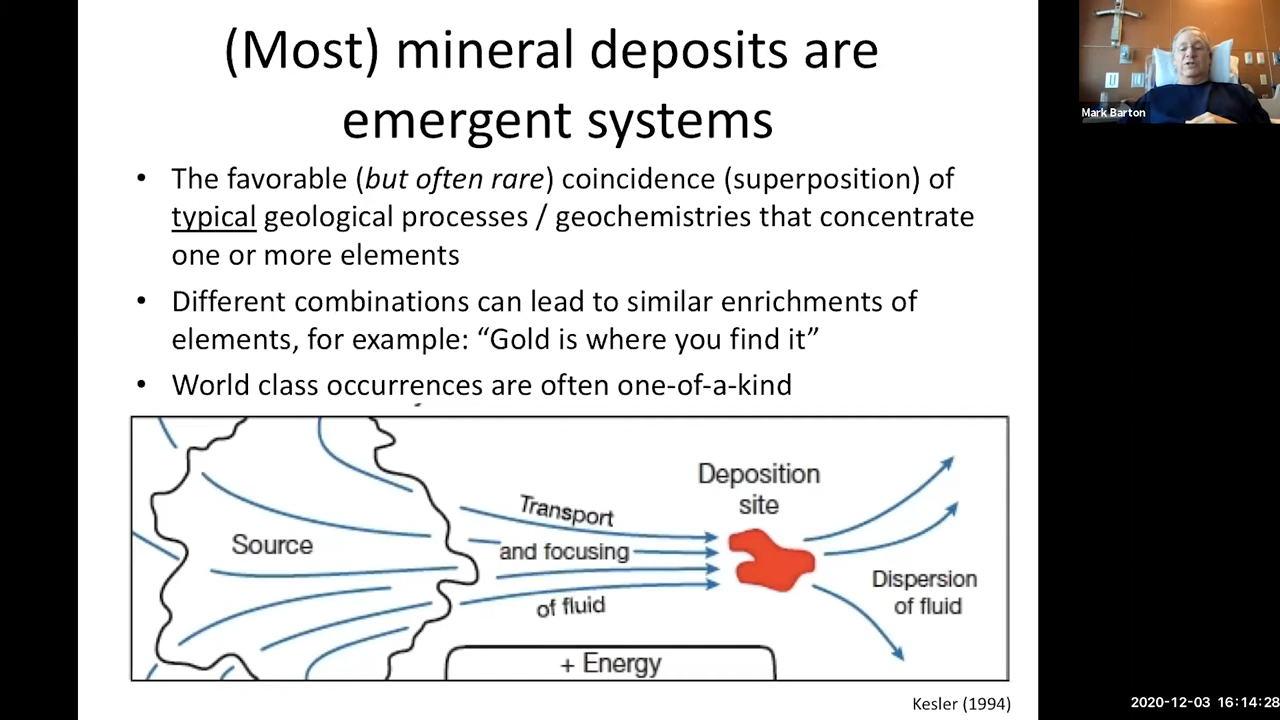 (Most) mineral deposits are
emergent systems
• The favorable (but often rare) coincidence (superposition) of
typical geological processes / geochemistries that concentrate
one or more elements
• Different combinations can lead to similar enrichments of
elements, for example: “Gold is where you find it”
• World class occurrences are often one-of-a-kind
Source
Transport
and focusing
of fluid
Deposition
site
Dispersion
of fluid
+ Energy
Kesler (1994)
Mark Barton
U
2020-12-03 16:14:28